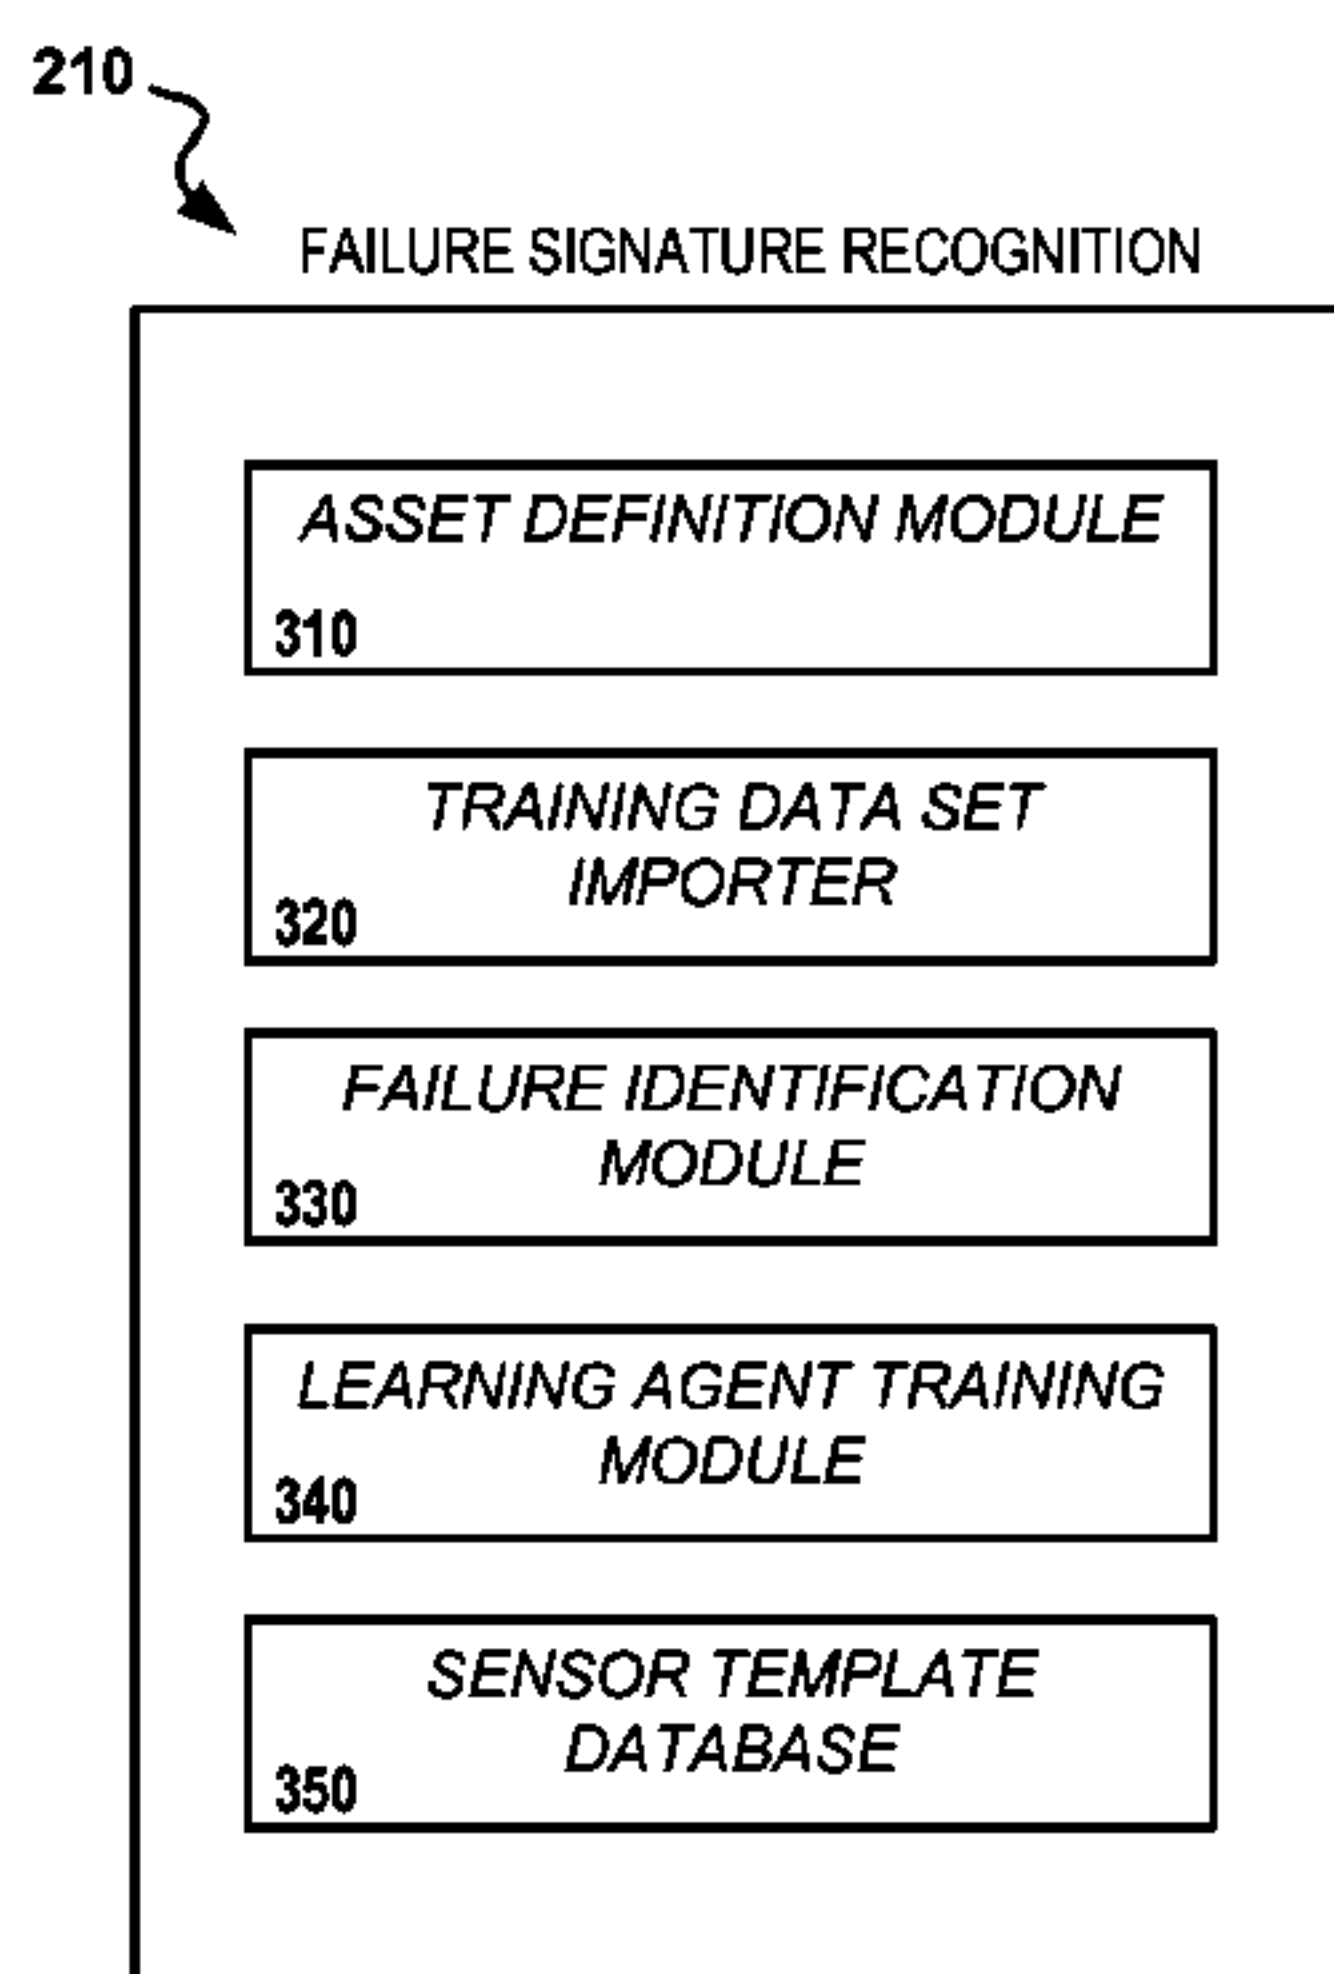 210
FAILURE SIGNATURE RECOGNITION
ASSET DEFINITION MODULE
310
TRAINING DATA SET
IMPORTER
320
FAILURE IDENTIFICATION
MODULE
330
LEARNING AGENT TRAINING
MODULE
340
SENSOR TEMPLATE
DATABASE
350